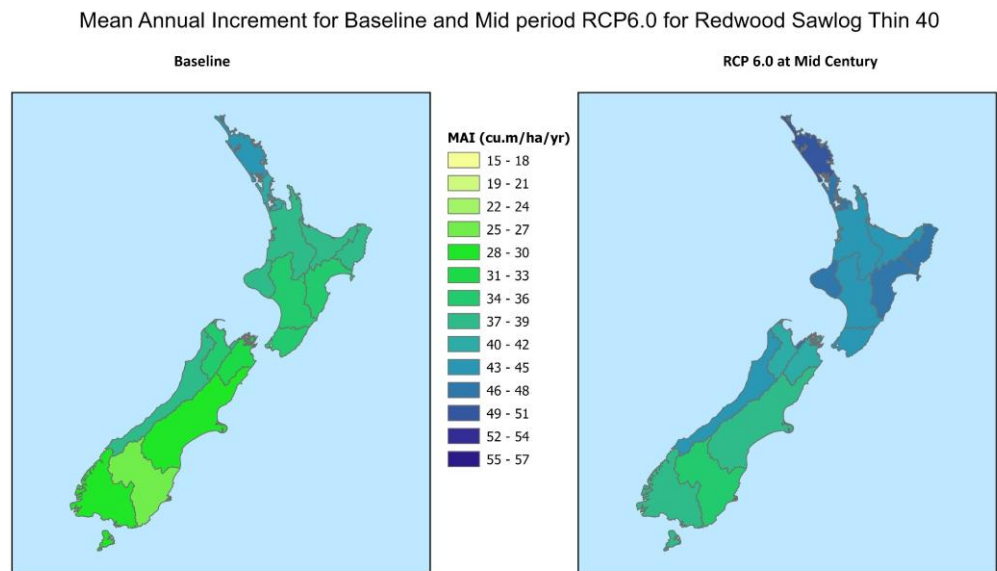 Mean Annual Increment for Baseline and Mid period RCP6.0 for Redwood Sawlog Thin 40
Baseline
RCP 6.0 at Mid Century
MAI (cu.m/ha/yr)
15 - 18
19 - 21
22 - 24
25 - 27
28 - 30
31 - 33
34 - 36
37 - 39
40 - 42
43 - 45
46 - 48
49 - 51
52 - 54
55 - 57